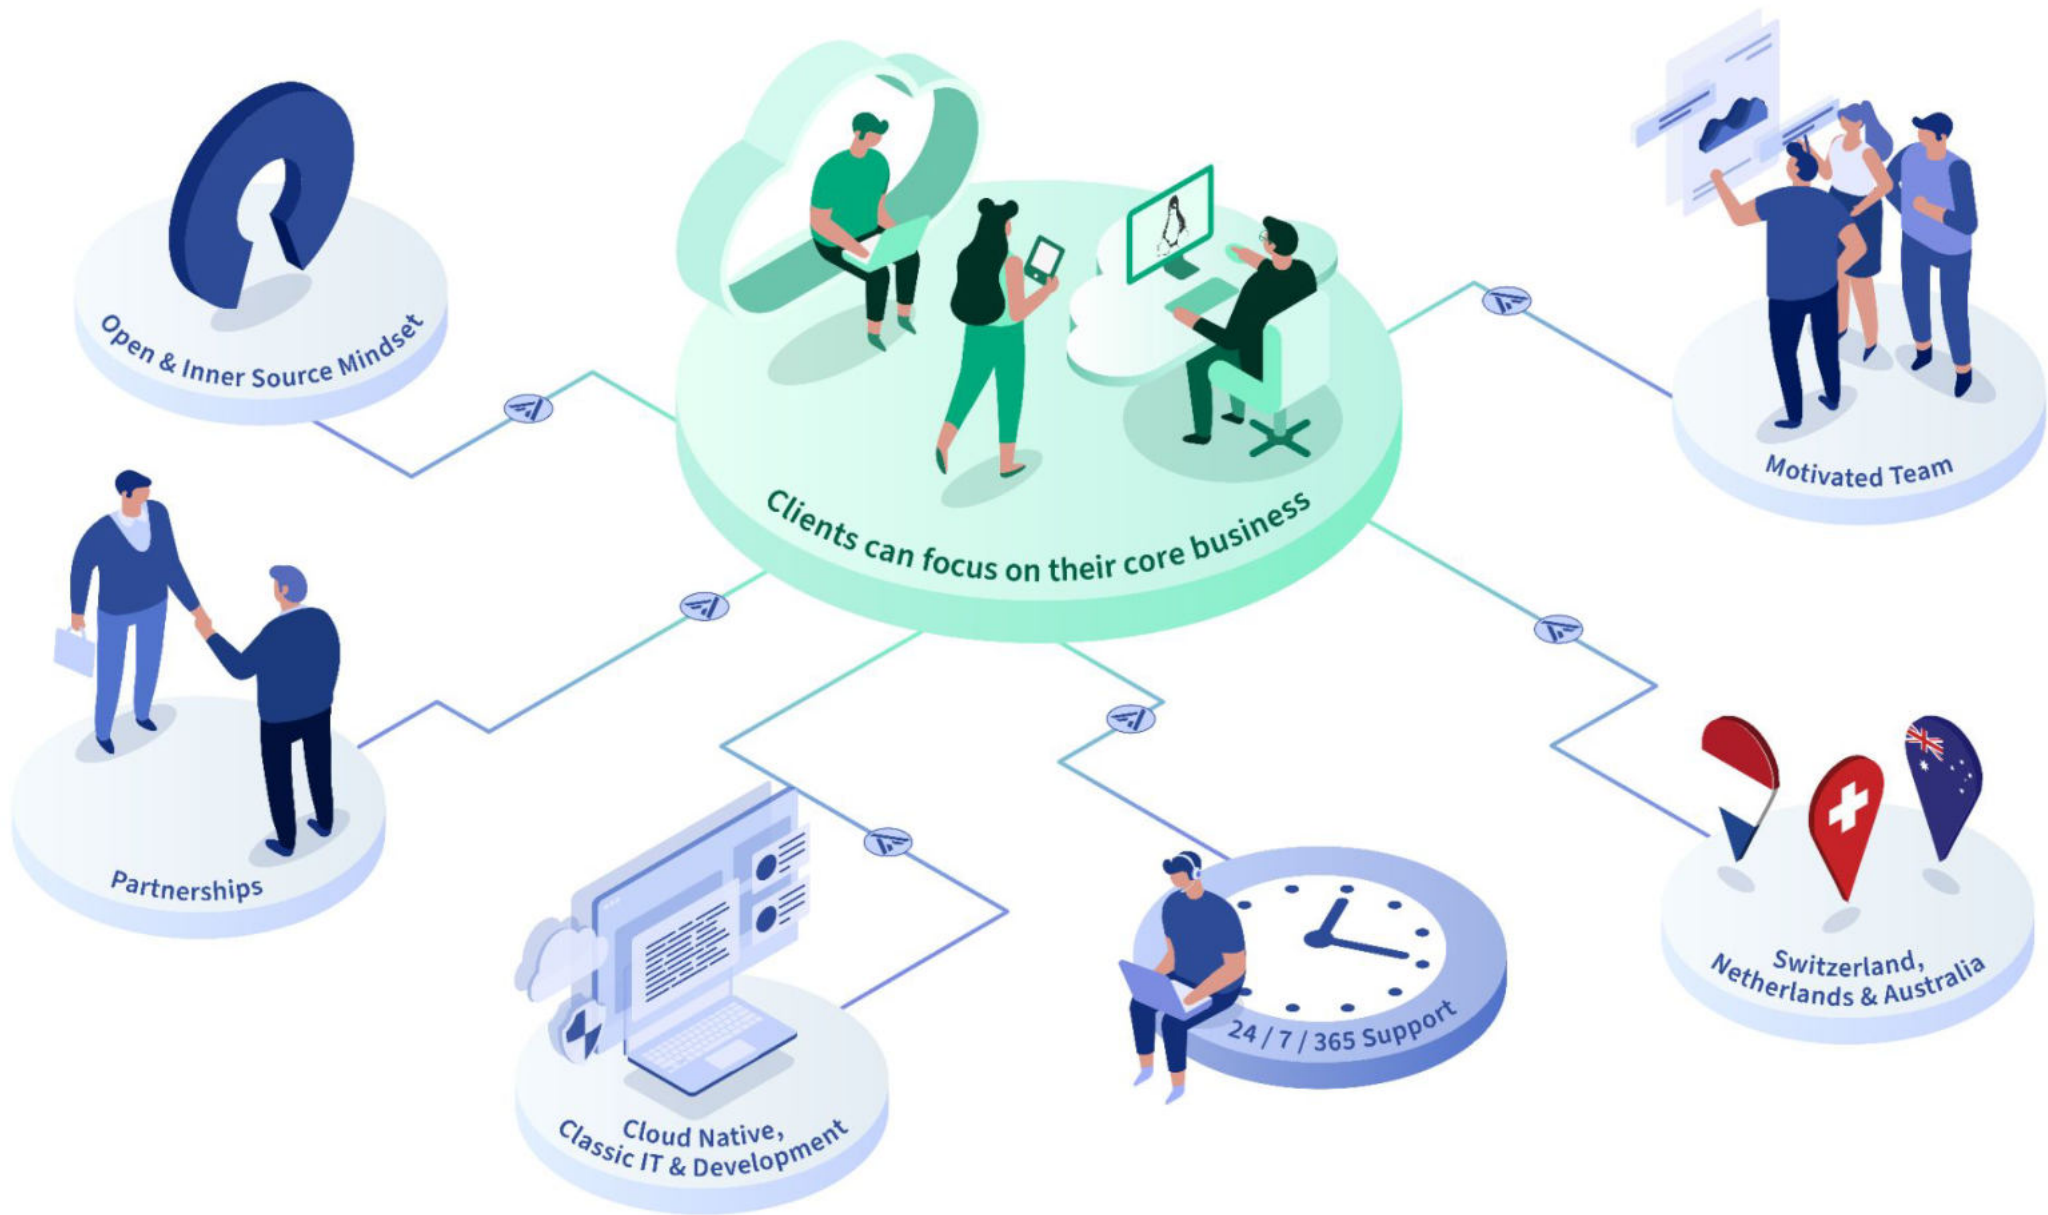 Open & Inner Source Mindset
Clients can focus on their core business
Motivated Team
Partnerships
Cloud Native,
Classic IT & Development
24 / 7 / 365 Support
Switzerland,
Netherlands & Australia